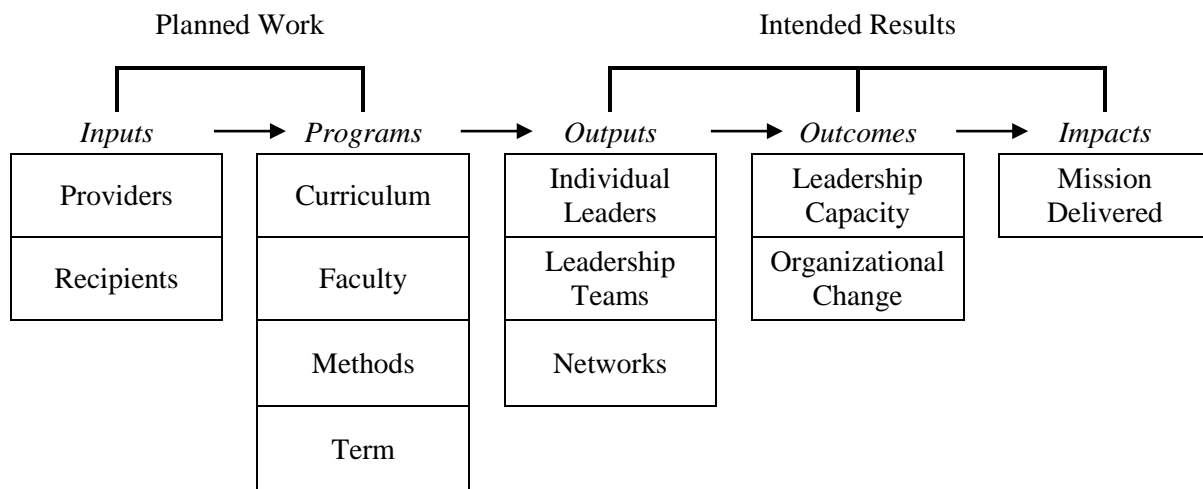 Planned Work
Intended Results
Inputs
Programs
Outputs
Outcomes
Impacts
Providers
Recipients
Curriculum
Faculty
Methods
Term
Individual
Leaders
Leadership
Teams
Networks
Leadership
Capacity
Organizational
Change
Mission
Delivered